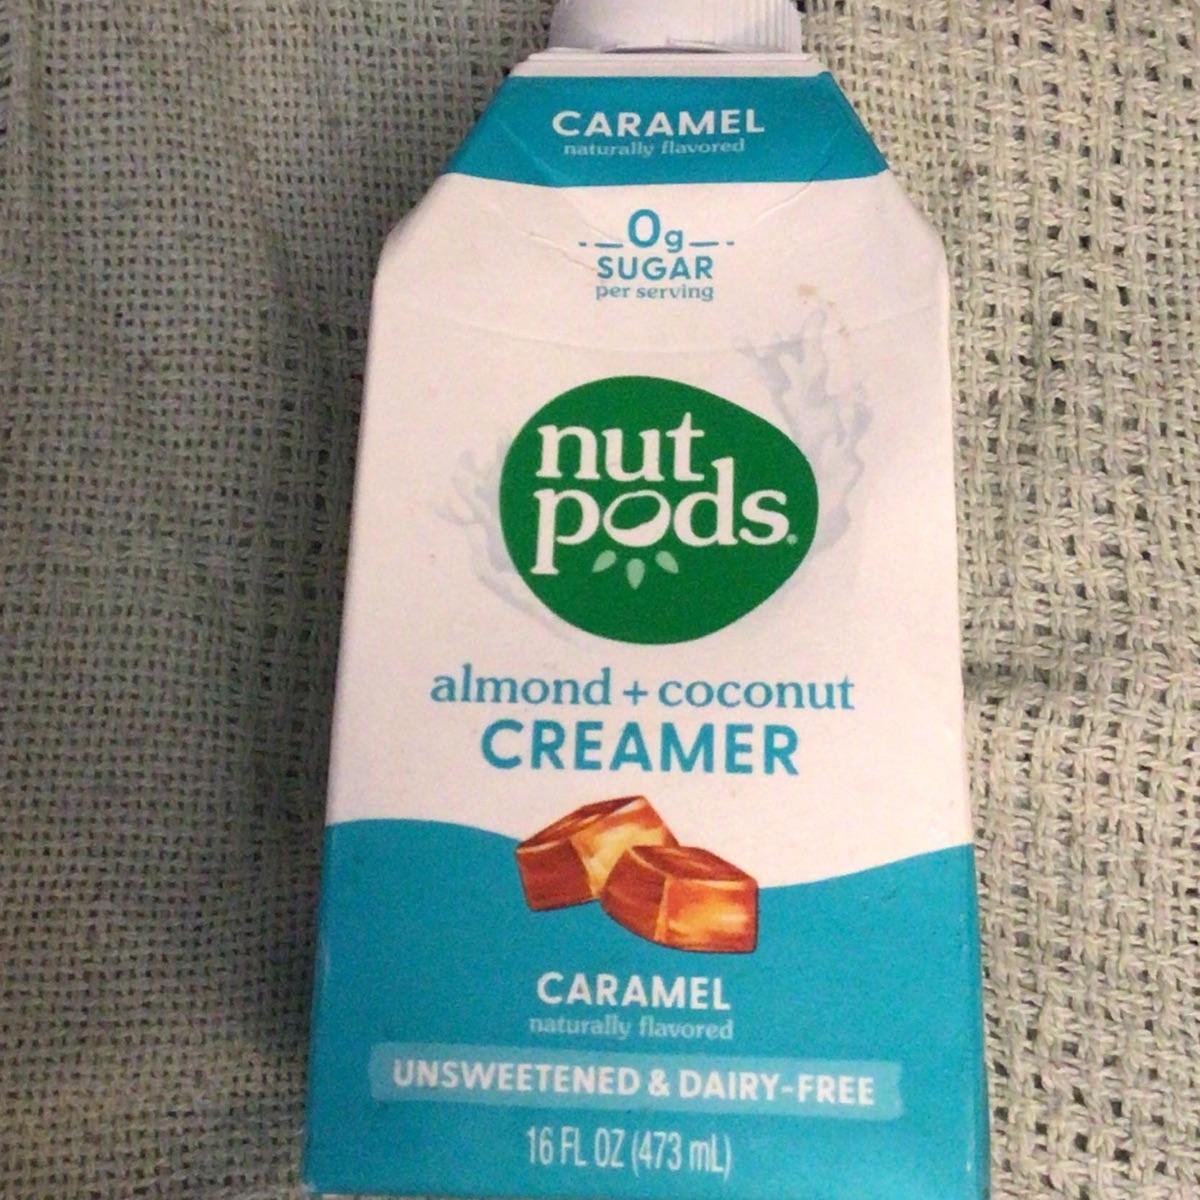 CARAMEL
naturally flavored
0g
SUGAR
per serving
nut
pods®
almond + coconut
CREAMER
CARAMEL
naturally flavored
UNSWEETENED & DAIRY-FREE
16 FL OZ (473 mL)